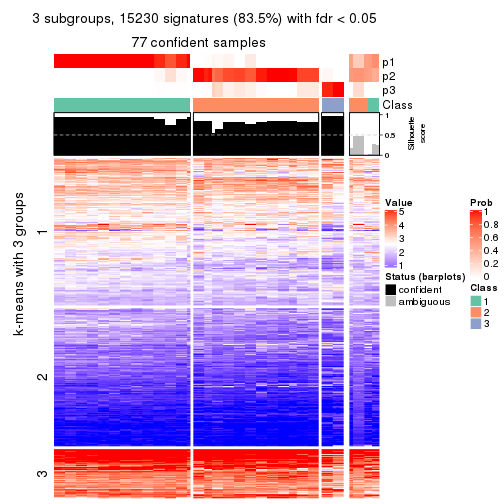 3 subgroups, 15230 signatures (83.5%) with fdr < 0.05
77 confident samples
p1
p2
p3
Class
1
0.5
0
Silhouette
score
k-means with 3 groups
1
2
3
Value
5
4
3
2
1
Status (barplots)
confident
ambiguous
Prob
1
0.8
0.6
0.4
0.2
0
Class
1
2
3